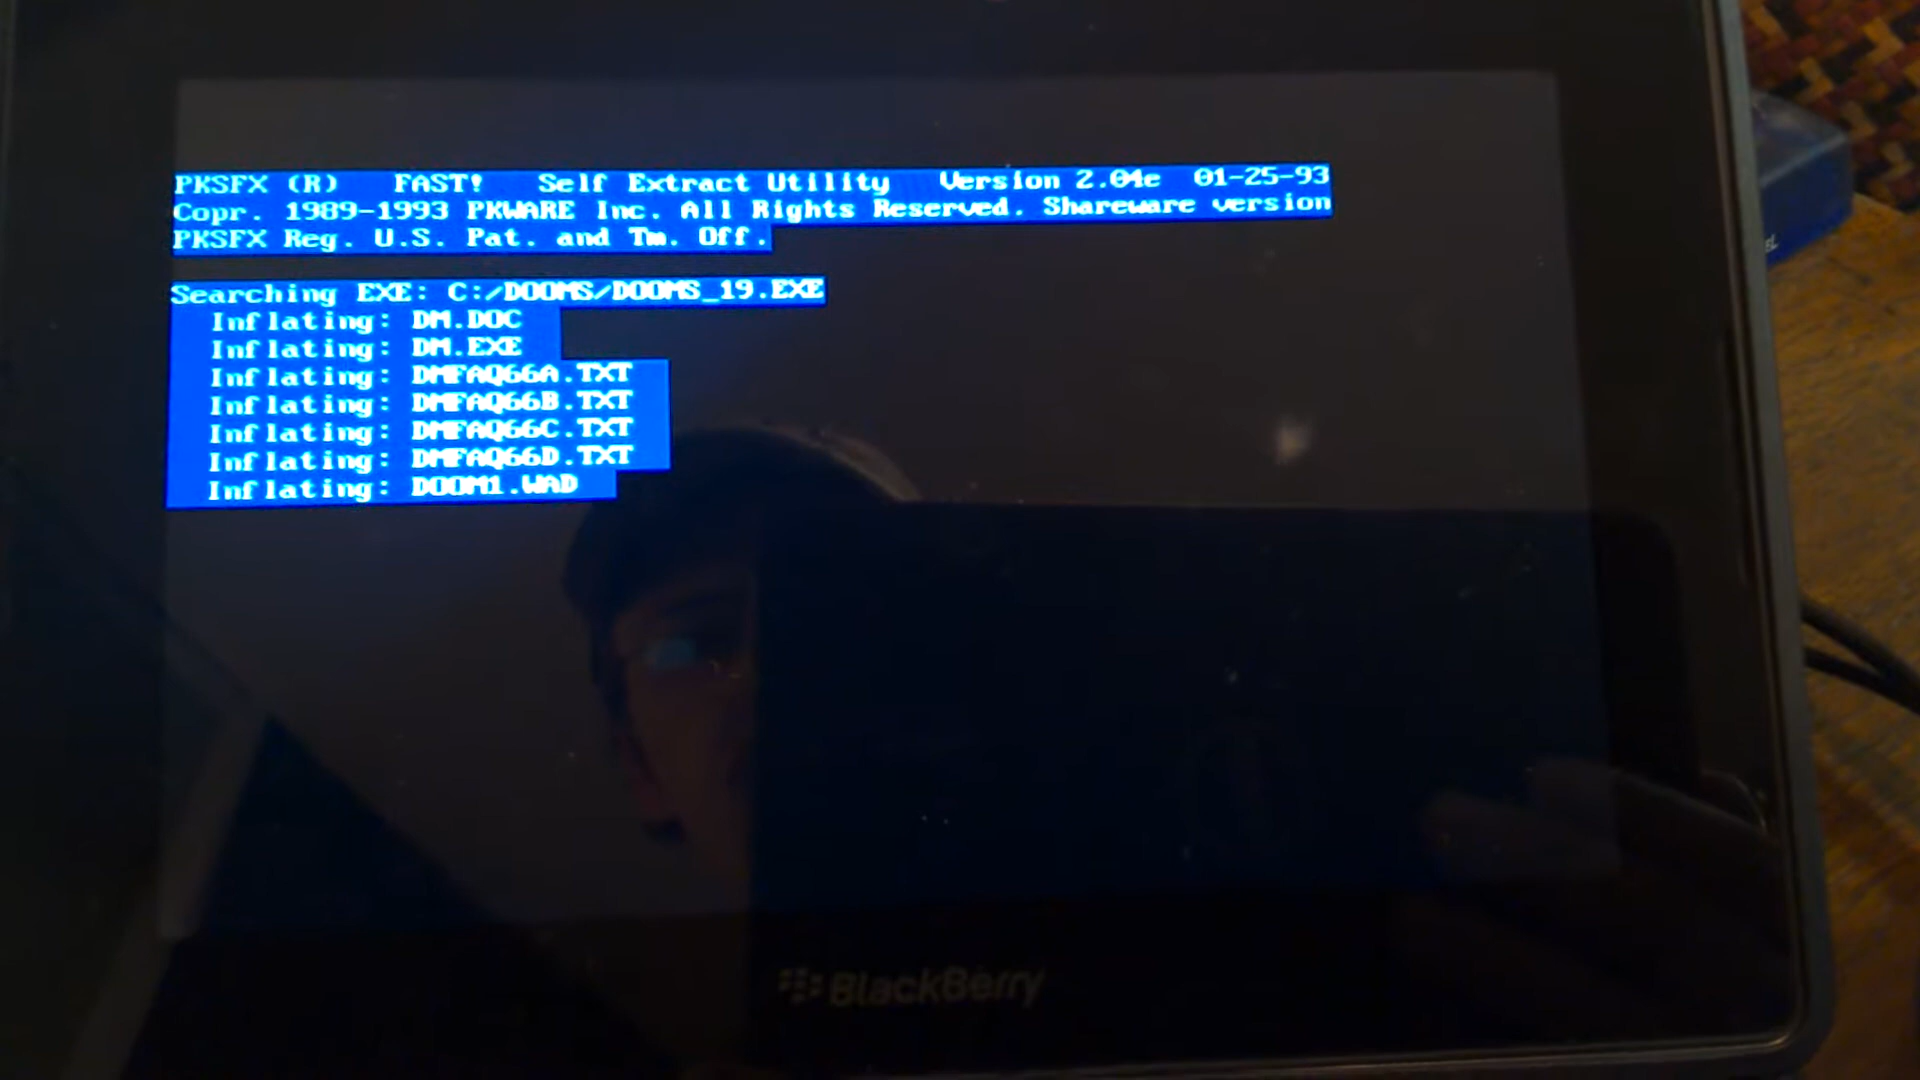 PKSFX (R)   FAST!   Self Extract Utility   Version 2.04e   01-25-93
Copr. 1989-1993 PKWARE Inc. All Rights Reserved. Shareware version
PKSFX Reg. U.S. Pat. and Tm. Off.
Searching EXE: C:/DOOMS/DOOMS_19.EXE
Inflating: DM.DOC
Inflating: DM.EXE
Inflating: DMFAQ66A.TXT
Inflating: DMFAQ66B.TXT
Inflating: DMFAQ66C.TXT
Inflating: DMFAQ66D.TXT
Inflating: DOOM1.WAD
BlackBerry